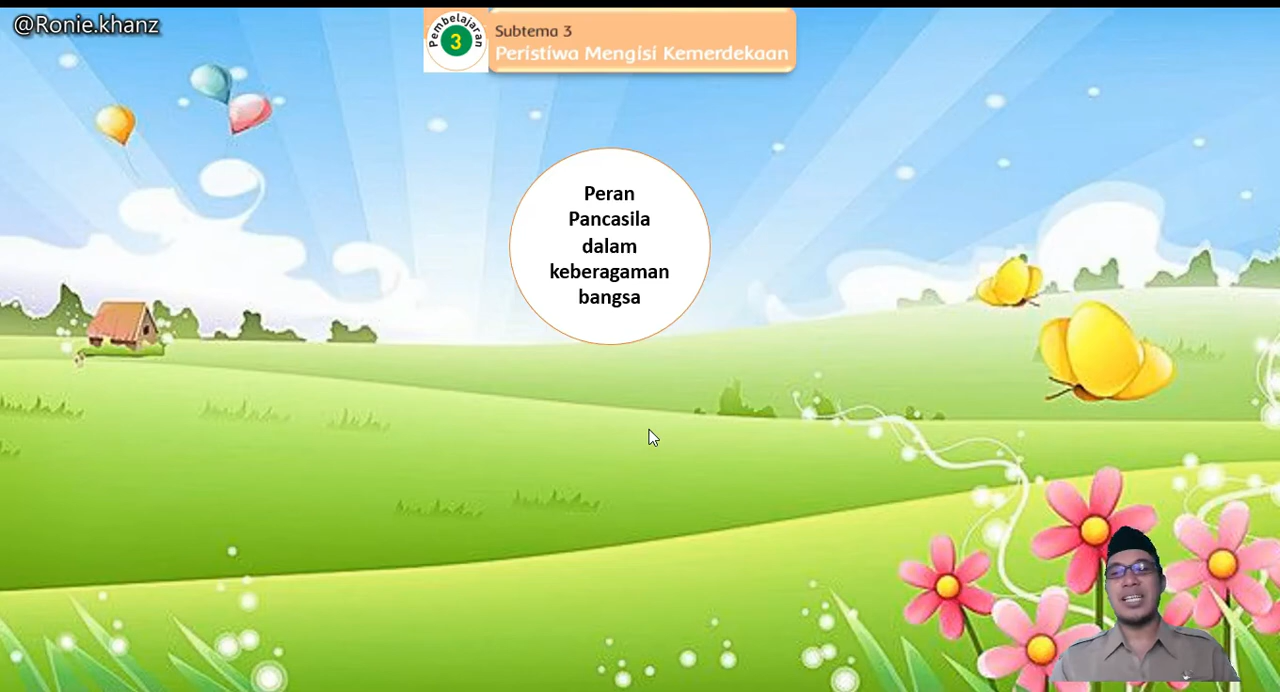 @Ronie.khanz
Pembelajaran
3
Subtema 3
Peristiwa Mengisi Kemerdekaan
Peran
Pancasila
dalam
keberagaman
bangsa